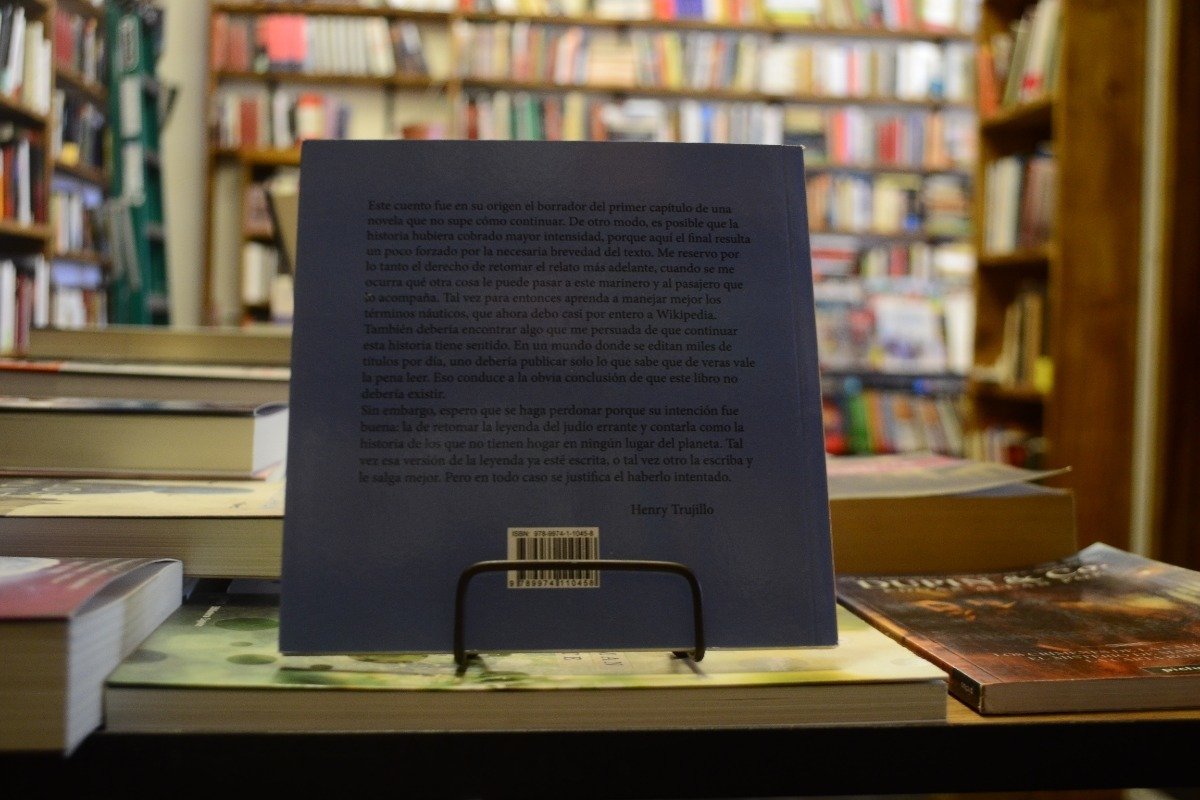 Este cuento fue en su origen el borrador del primer capítulo de una
novela que no supe cómo continuar. De otro modo, es posible que la
historia hubiera cobrado mayor intensidad, porque aquí el final resulta
un poco forzado por la necesaria brevedad del texto. Me reservo por
lo tanto el derecho de retomar el relato más adelante, cuando se me
ocurra qué otra cosa le puede pasar a este marinero y al pasajero que
lo acompaña. Tal vez para entonces aprenda a manejar mejor los
términos náuticos, que ahora debo casi por entero a Wikipedia.
También debería encontrar algo que me persuada de que continuar
esta historia tiene sentido. En un mundo donde se editan miles de
títulos por día, uno debería publicar solo lo que sabe que de veras vale
la pena leer. Eso conduce a la obvia conclusión de que este libro no
debería existir.
Sin embargo, espero que se haga perdonar porque su intención fue
buena: la de retomar la leyenda del judío errante y contarla como la
historia de los que no tienen hogar en ningún lugar del planeta. Tal
vez esa versión de la leyenda ya esté escrita, o tal vez otro la escriba y
le salga mejor. Pero en todo caso se justifica el haberlo intentado.
Henry Trujillo
ISBN: 978-9974-1-1045-8
9789974110458